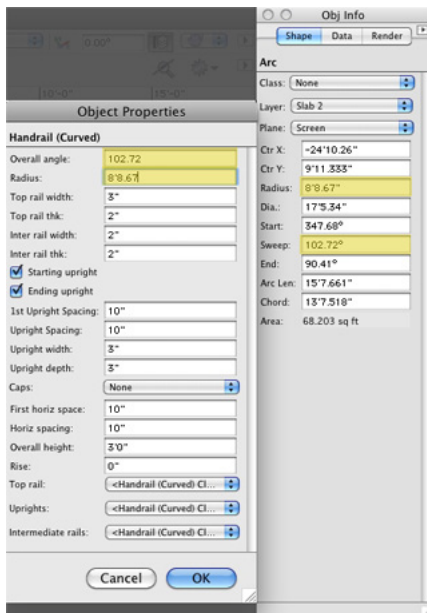 0.00°
10'-0"
15'-0"
Object Properties
Handrail (Curved)
Overall angle: 102.72
Radius: 8'8.67
Top rail width: 3"
Top rail thk: 2"
Inter rail width: 2"
Inter rail thk: 2"
Starting upright
Ending upright
1st Upright Spacing: 10"
Upright Spacing: 10"
Upright width: 3"
Upright depth: 3"
Caps: None
First horiz space: 10"
Horiz spacing: 10"
Overall height: 3'0"
Rise: 0"
Top rail: <Handrail (Curved) Cl...
Uprights: <Handrail (Curved) Cl...
Intermediate rails: <Handrail (Curved) Cl...
Cancel OK
Obj Info
Shape Data Render
Arc
Class: None
Layer: Slab 2
Plane: Screen
Ctr X: -24'10.26"
Ctr Y: 9'11.333"
Radius: 8'8.67"
Dia.: 17'5.34"
Start: 347.68°
Sweep: 102.72°
End: 90.41°
Arc Len: 15'7.661"
Chord: 13'7.518"
Area: 68.203 sq ft